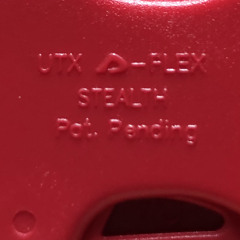 UTX D-FLEX
STEALTH
Pat. Pending